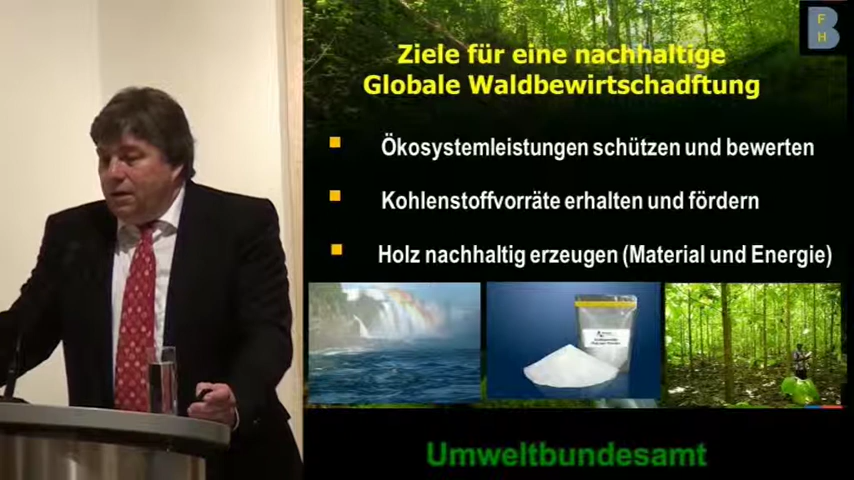 B
F
H
Ziele für eine nachhaltige
Globale Waldbewirtschadftung
Ökosystemleistungen schützen und bewerten
Kohlenstoffvorräte erhalten und fördern
Holz nachhaltig erzeugen (Material und Energie)
Umweltbundesamt